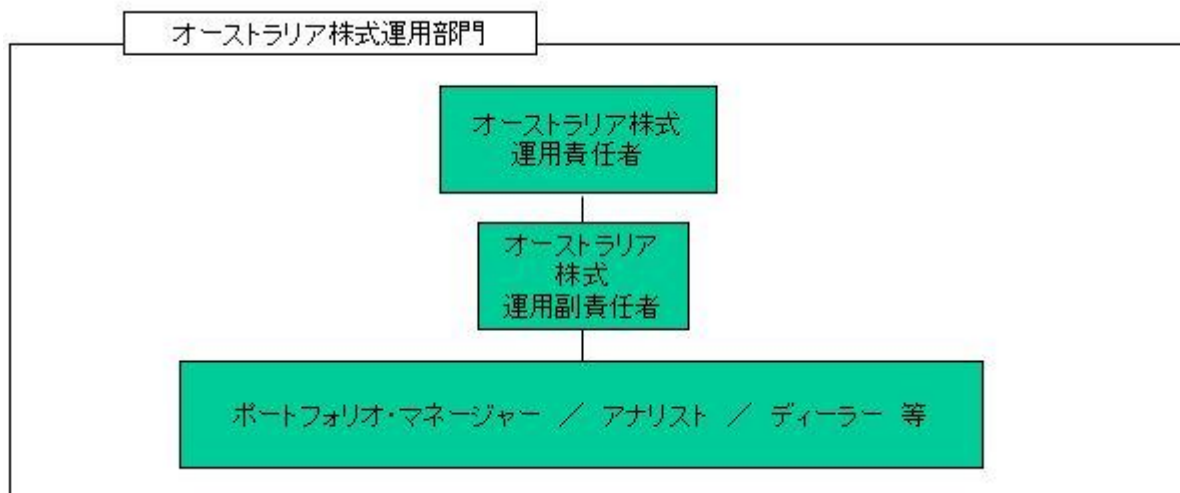 オーストラリア株式運用部門
オーストラリア株式
運用責任者
オーストラリア
株式
運用副責任者
ポートフォリオ・マネージャー ／ アナリスト ／ ディーラー 等